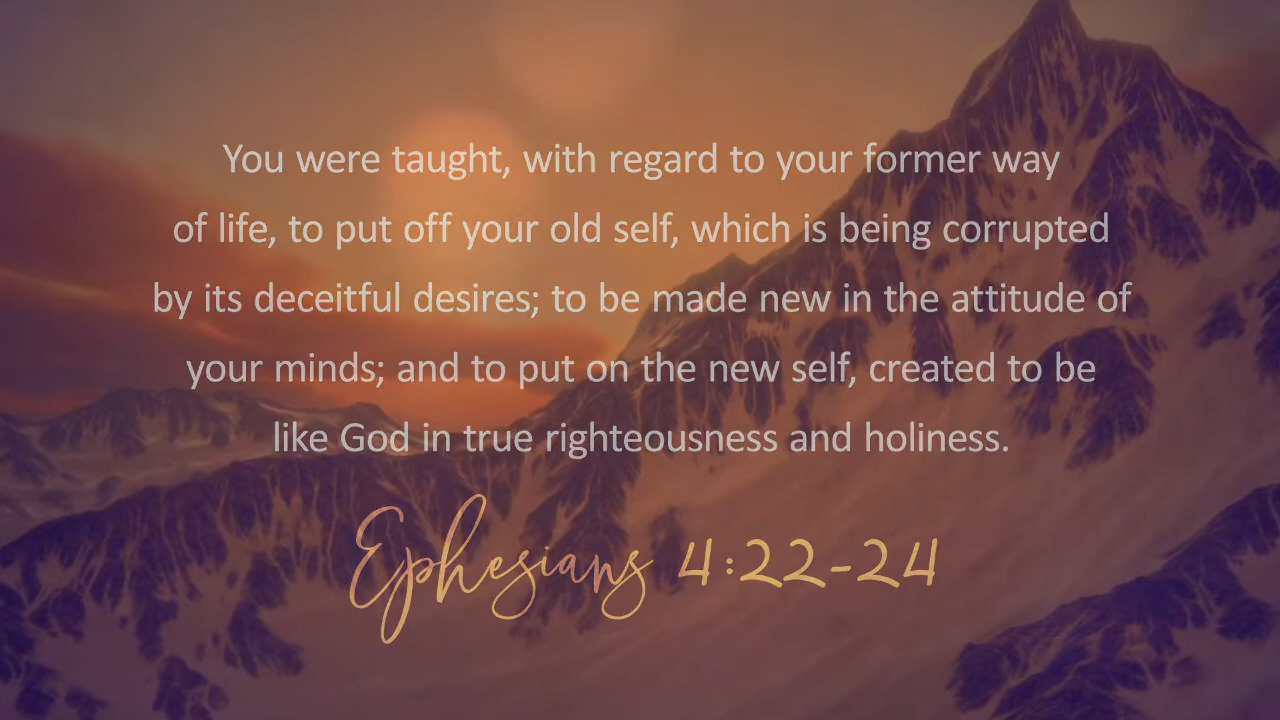 You were taught, with regard to your former way
of life, to put off your old self, which is being corrupted
by its deceitful desires; to be made new in the attitude of
your minds; and to put on the new self, created to be
like God in true righteousness and holiness.
Ephesians 4:22-24